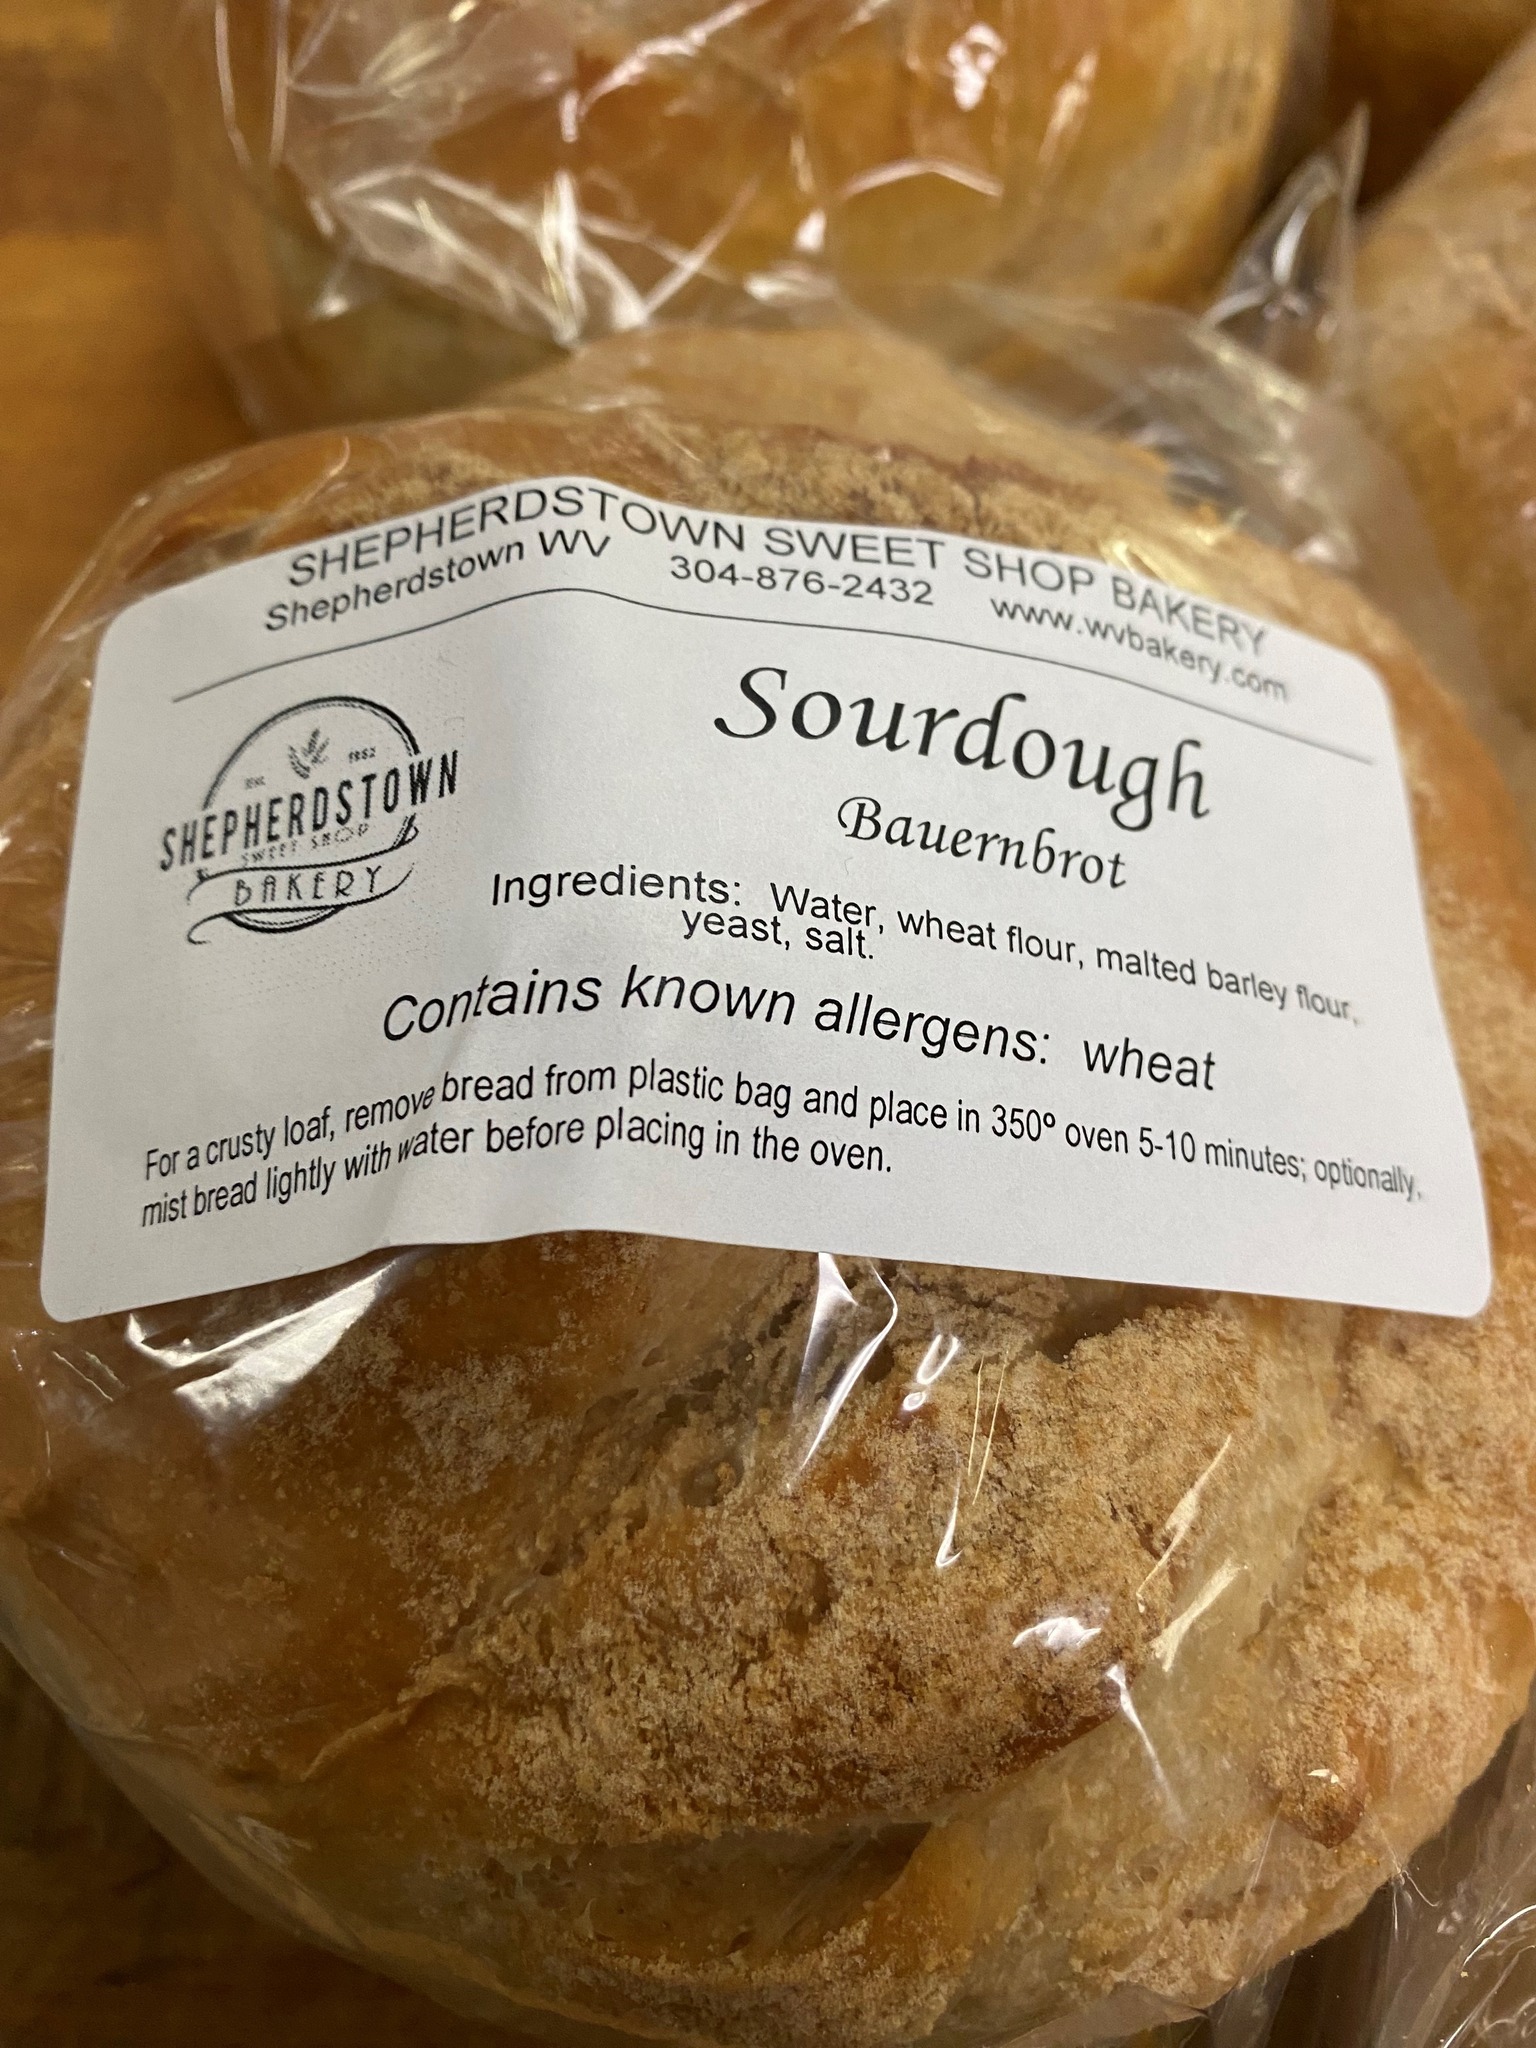 SHEPHERDSTOWN SWEET SHOP BAKERY
Shepherdstown WV 304-876-2432 www.wvbakery.com
EST. 1982
SHEPHERDSTOWN
SWEET SHOP
BAKERY
Sourdough
Bauernbrot
Ingredients: Water, wheat flour, malted barley flour,
yeast, salt.
Contains known allergens: wheat
For a crusty loaf, remove bread from plastic bag and place in 350º oven 5-10 minutes; optionally,
mist bread lightly with water before placing in the oven.